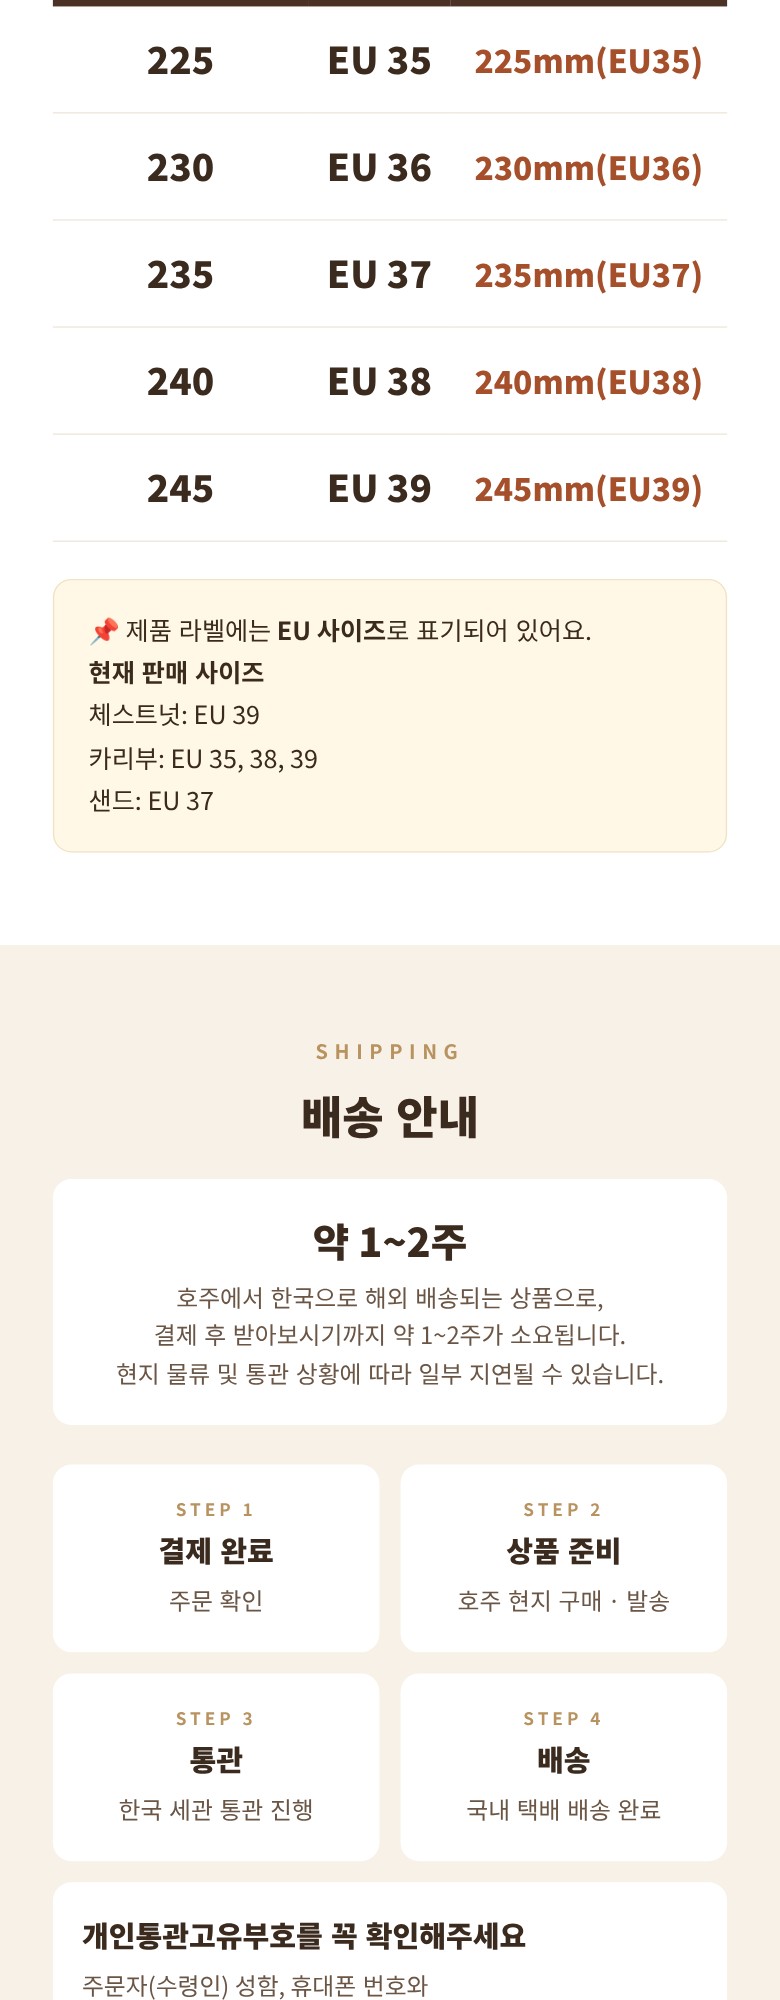 225 EU 35 225mm(EU35)
230 EU 36 230mm(EU36)
235 EU 37 235mm(EU37)
240 EU 38 240mm(EU38)
245 EU 39 245mm(EU39)
📌 제품 라벨에는 EU 사이즈로 표기되어 있어요.
현재 판매 사이즈
체스트넛: EU 39
카리부: EU 35, 38, 39
샌드: EU 37
SHIPPING
배송 안내
약 1~2주
호주에서 한국으로 해외 배송되는 상품으로,
결제 후 받아보시기까지 약 1~2주가 소요됩니다.
현지 물류 및 통관 상황에 따라 일부 지연될 수 있습니다.
STEP 1
결제 완료
주문 확인
STEP 2
상품 준비
호주 현지 구매 · 발송
STEP 3
통관
한국 세관 통관 진행
STEP 4
배송
국내 택배 배송 완료
개인통관고유부호를 꼭 확인해주세요
주문자(수령인) 성함, 휴대폰 번호와